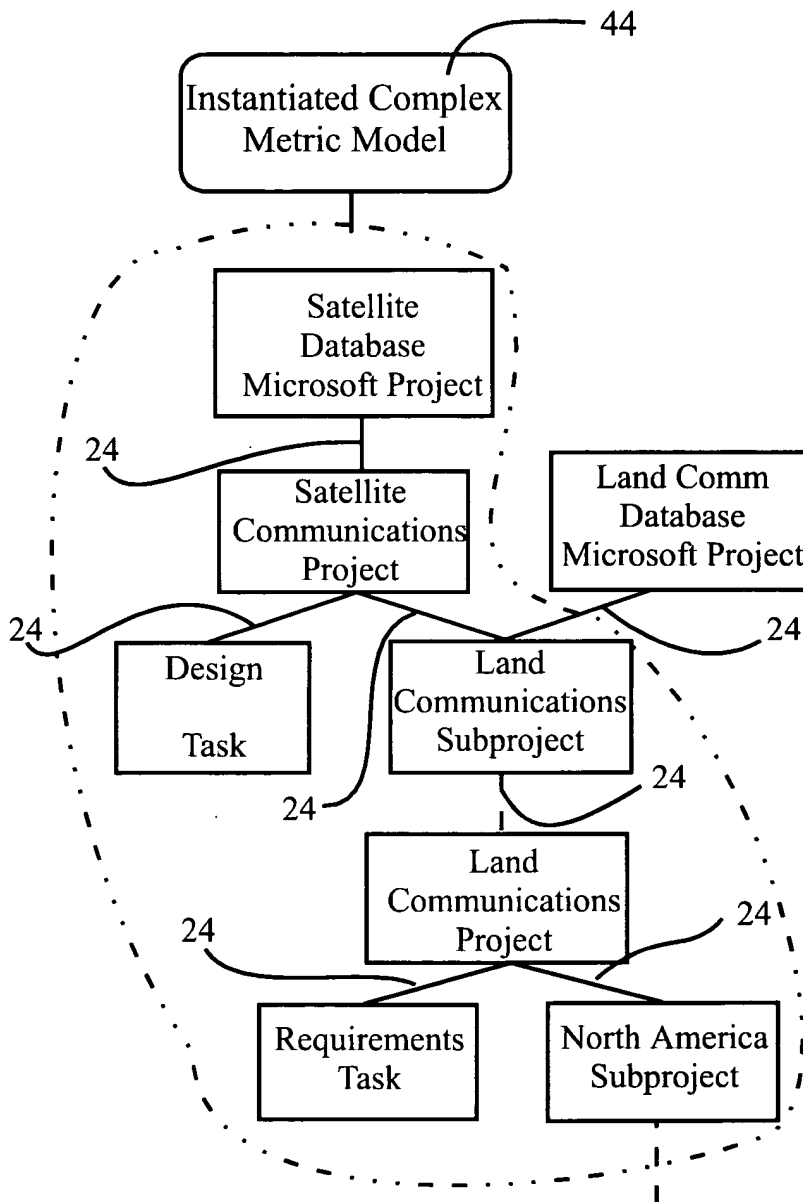 44
Instantiated Complex
Metric Model
Satellite
Database
Microsoft Project
24
Satellite
Communications
Project
Land Comm
Database
Microsoft Project
24
24
24
Design
Task
Land
Communications
Subproject
24
Land
Communications
Project
24
24
Requirements
Task
North America
Subproject